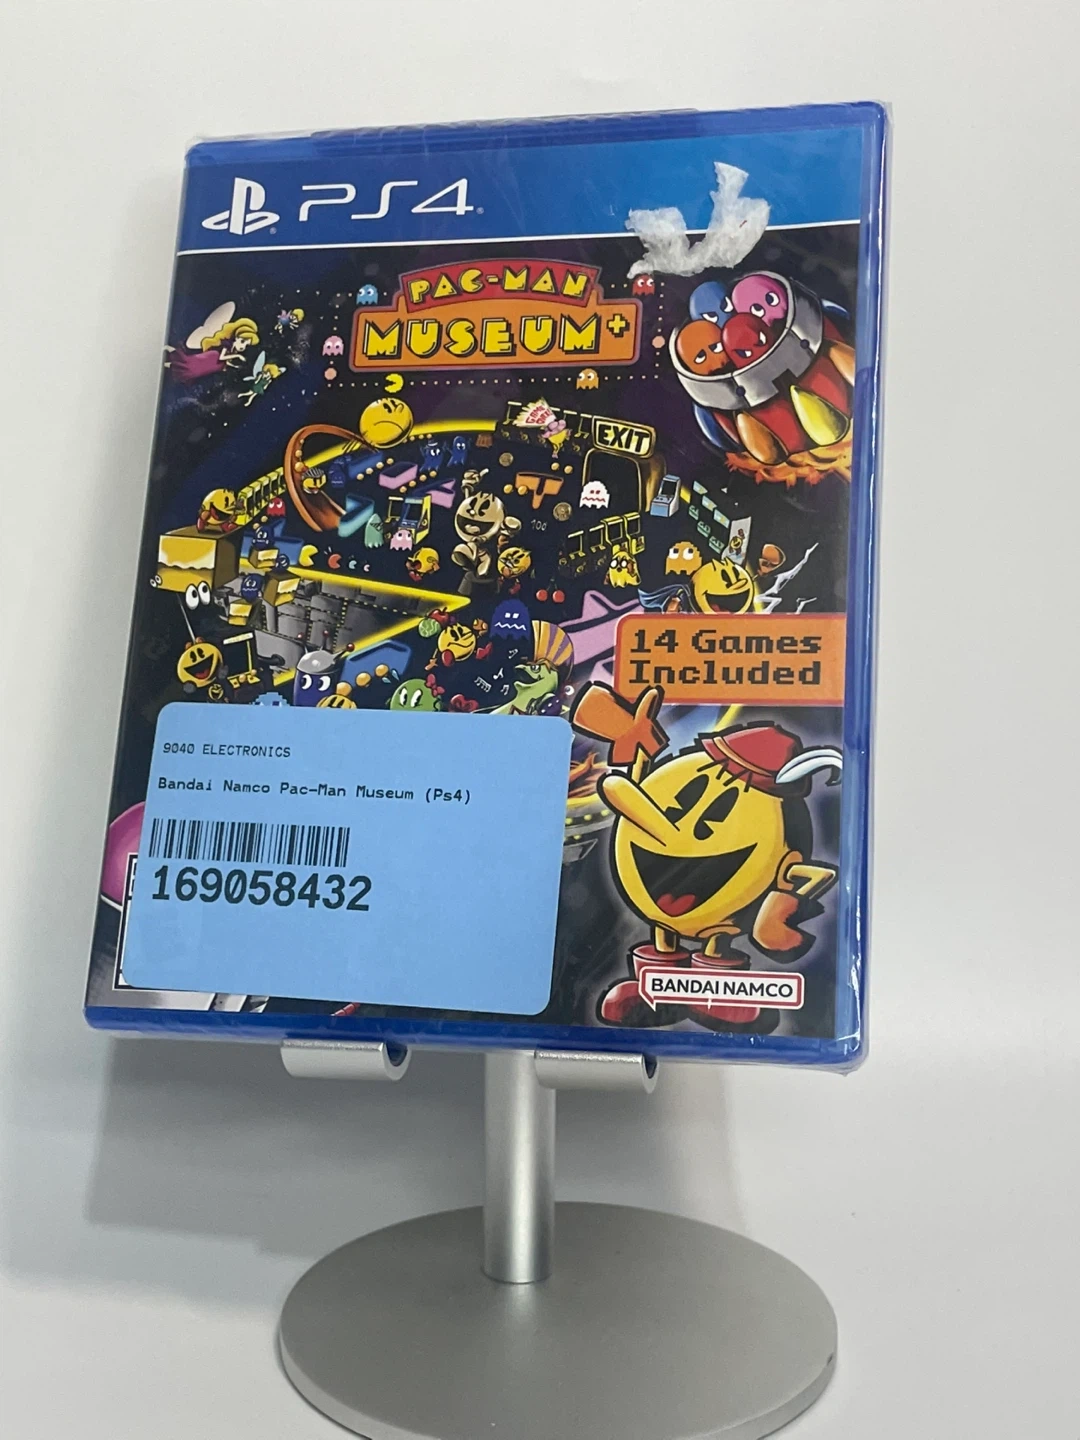 PS4
PAC-MAN
MUSEUM+
EXIT
100
14 Games
Included
9040 ELECTRONICS
Bandai Namco Pac-Man Museum (Ps4)
169058432
BANDAI NAMCO